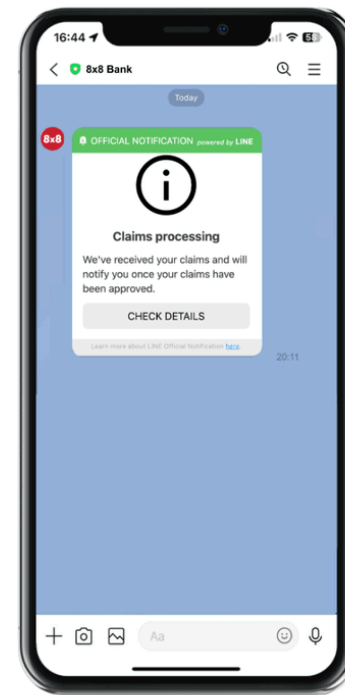 16:44
8x8 Bank
Today
8x8
OFFICIAL NOTIFICATION powered by LINE
Claims processing
We've received your claims and will
notify you once your claims have
been approved.
CHECK DETAILS
Learn more about LINE Official Notification here.
20:11
Aa